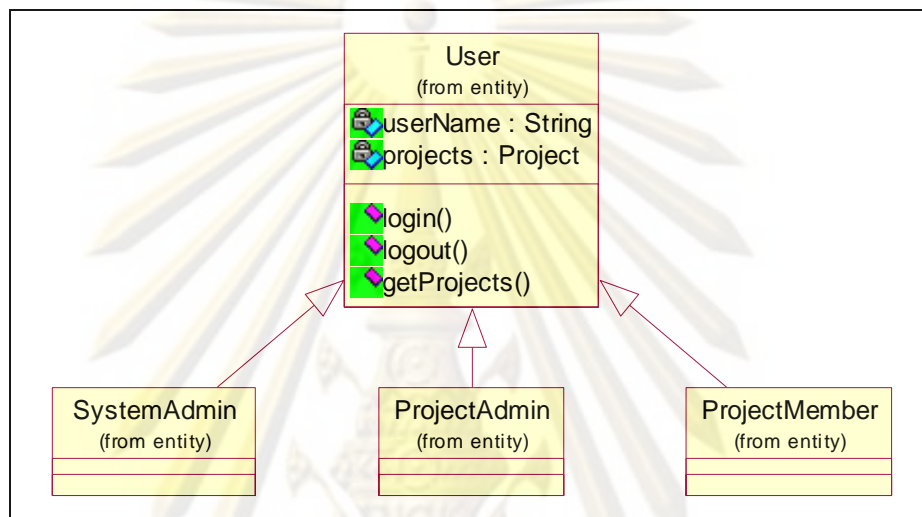 User
(from entity)
userName : String
projects : Project
login()
logout()
getProjects()
SystemAdmin
(from entity)
ProjectAdmin
(from entity)
ProjectMember
(from entity)